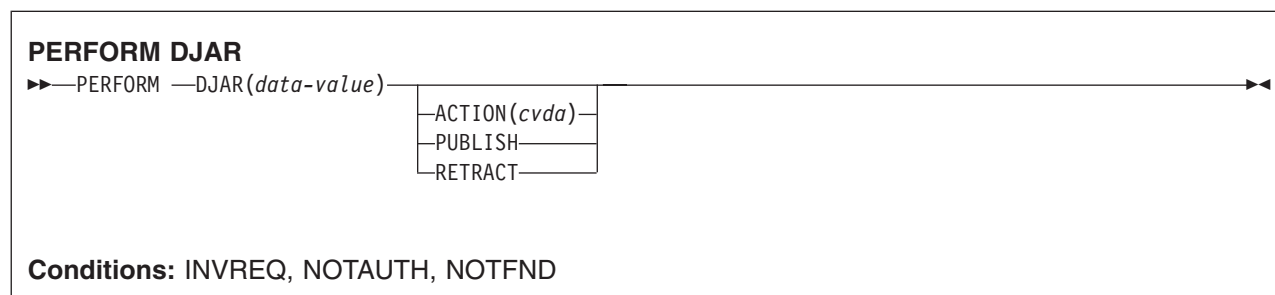 PERFORM DJAR
►►—PERFORM —DJAR(data-value)—►◄
ACTION(cvda)
PUBLISH
RETRACT
Conditions: INVREQ, NOTAUTH, NOTFND